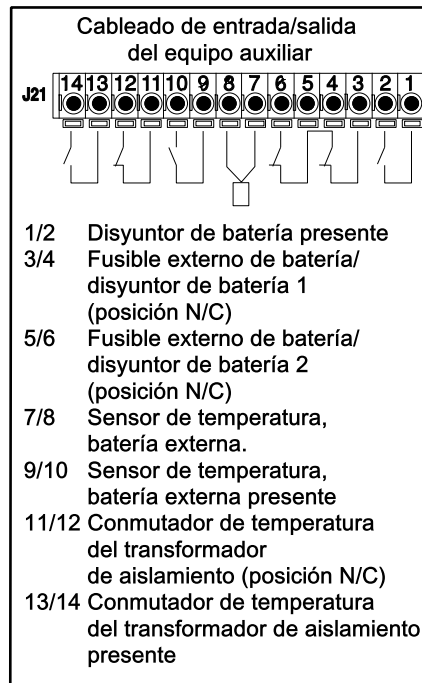 Cableado de entrada/salida
del equipo auxiliar
J21 14 13 12 11 10 9 8 7 6 5 4 3 2 1
1/2 Disyuntor de batería presente
3/4 Fusible externo de batería/
disyuntor de batería 1
(posición N/C)
5/6 Fusible externo de batería/
disyuntor de batería 2
(posición N/C)
7/8 Sensor de temperatura,
batería externa.
9/10 Sensor de temperatura,
batería externa presente
11/12 Conmutador de temperatura
del transformador
de aislamiento (posición N/C)
13/14 Conmutador de temperatura
del transformador de aislamiento
presente